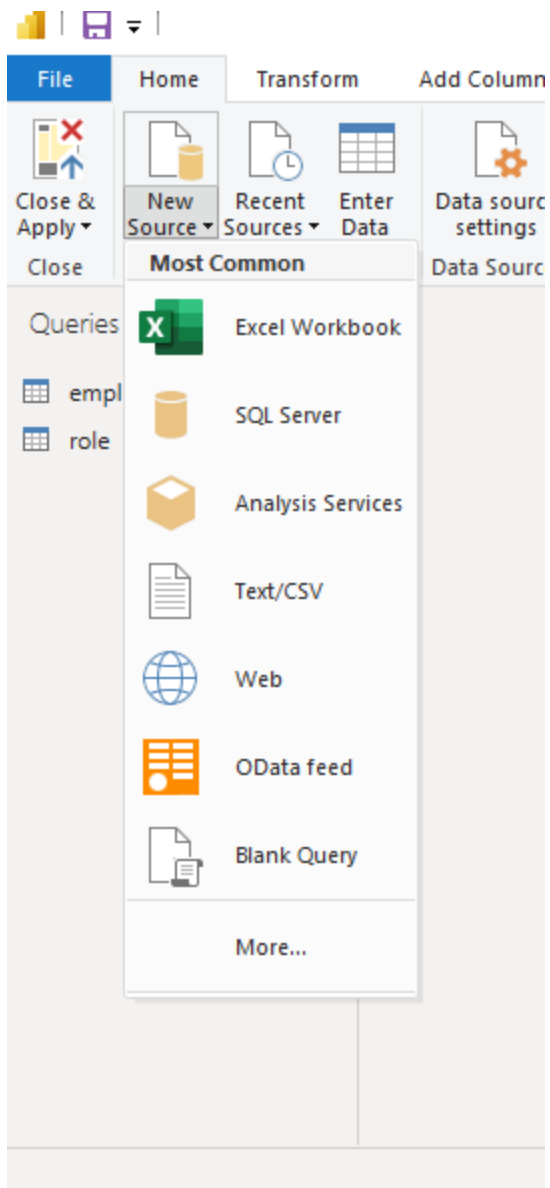 File Home Transform Add Column
Close & New Recent Enter Data sourc
Apply Source Sources Data settings
Close Most Common Data Sourc
Queries
X Excel Workbook
empl
SQL Server
role
Analysis Services
Text/CSV
Web
OData feed
Blank Query
More...